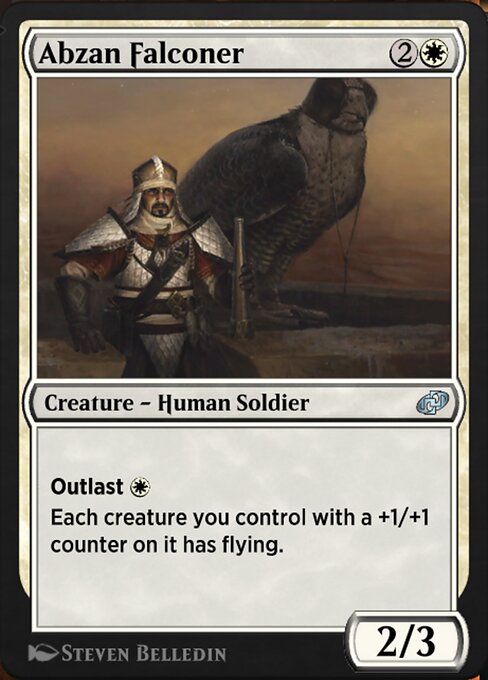 Abzan Falconer 2
Creature – Human Soldier
Outlast
Each creature you control with a +1/+1
counter on it has flying.
2/3
Steven Belledin